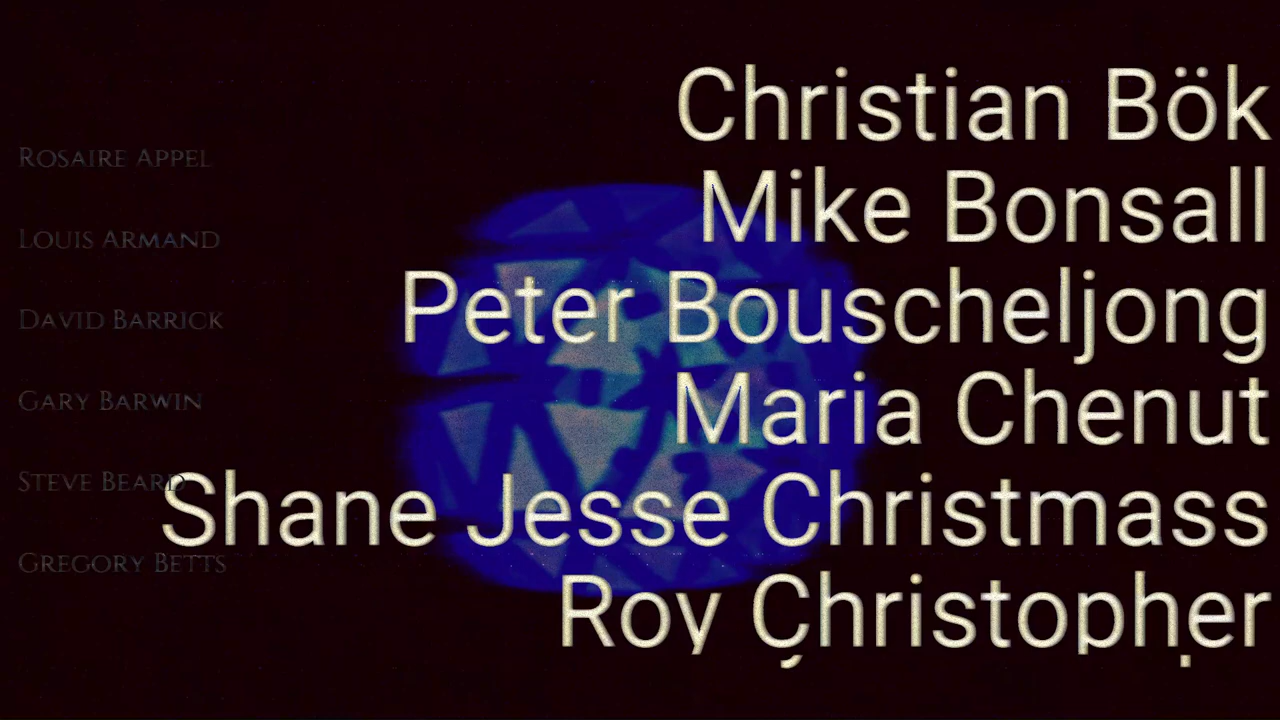 ROSAIRE APPEL
LOUIS ARMAND
DAVID BARRICK
GARY BARWIN
STEVE BEARD
GREGORY BETTS
Christian Bök
Mike Bonsall
Peter Bouscheljong
Maria Chenut
Shane Jesse Christmass
Roy Christopher